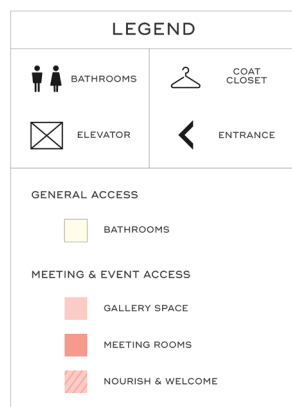 LEGEND
BATHROOMS
COAT
CLOSET
ELEVATOR
ENTRANCE
GENERAL ACCESS
BATHROOMS
MEETING & EVENT ACCESS
GALLERY SPACE
MEETING ROOMS
NOURISH & WELCOME